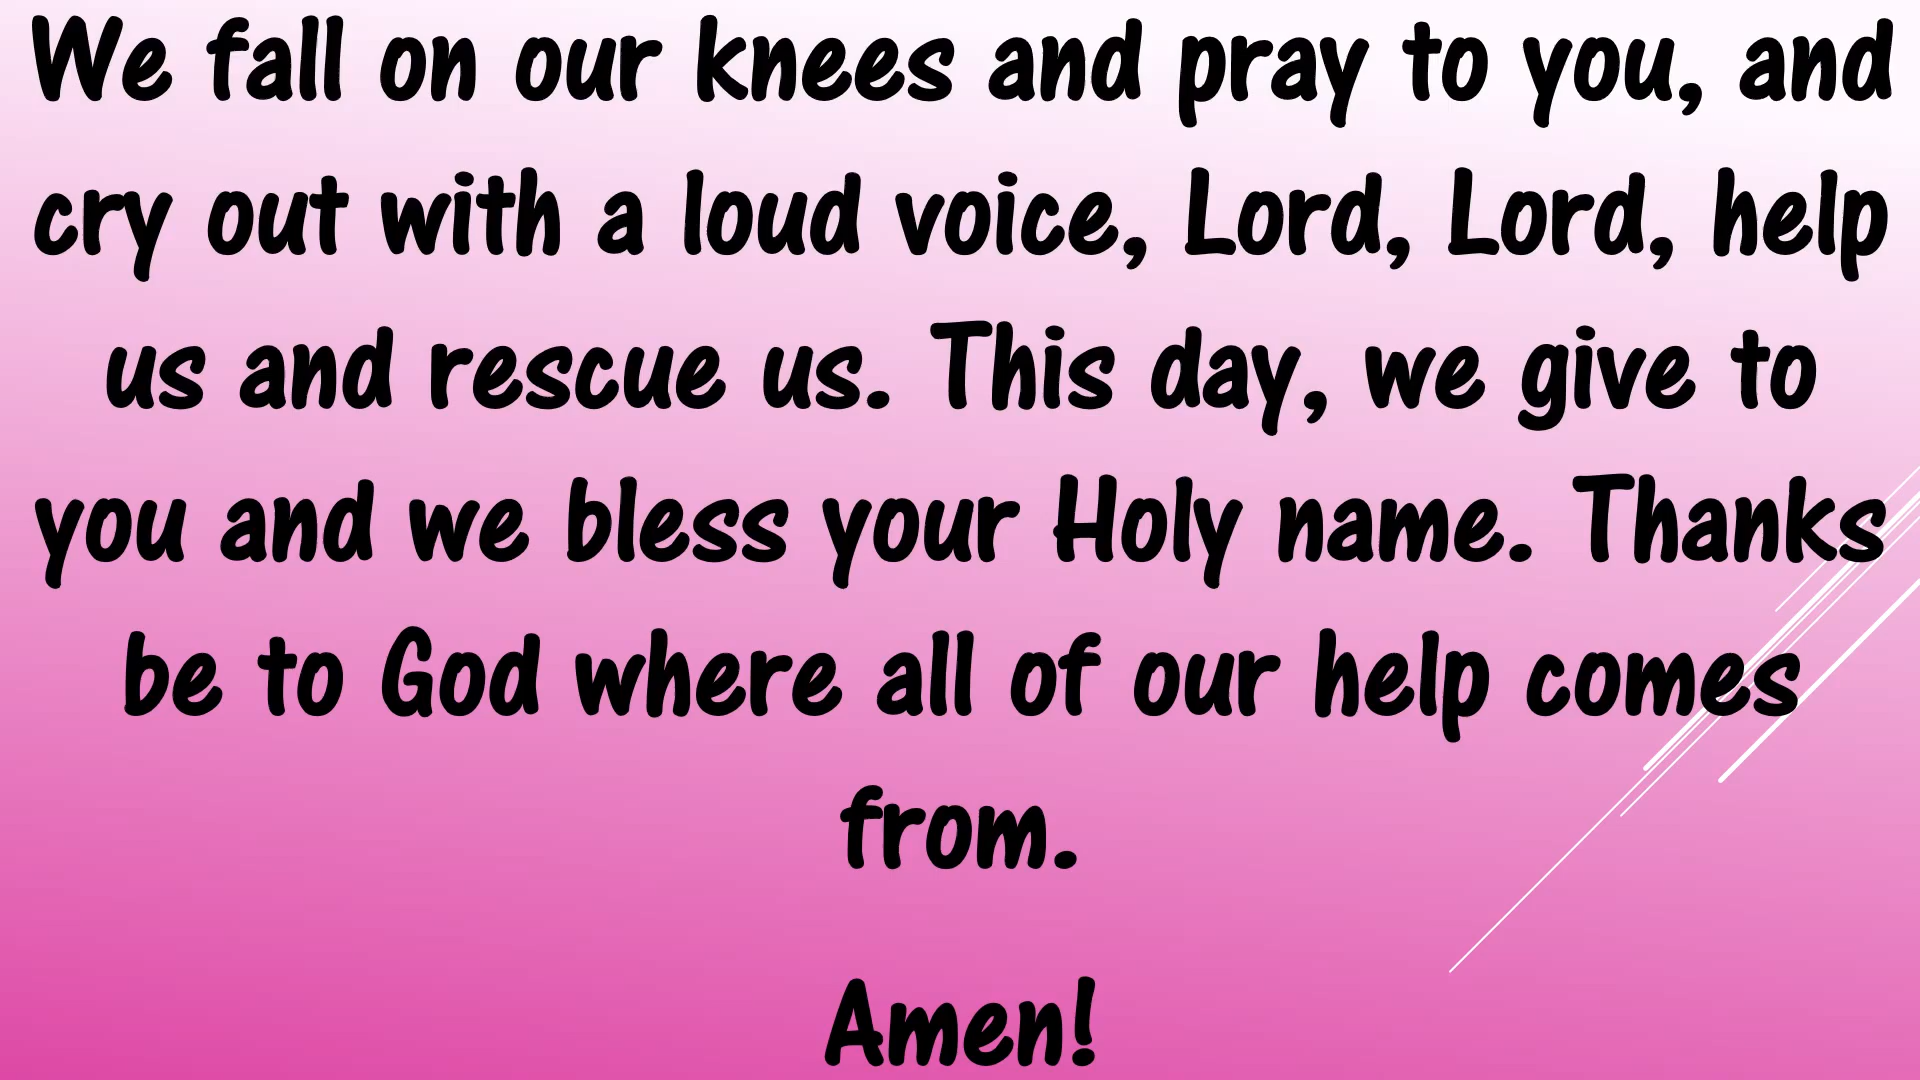 We fall on our knees and pray to you, and
cry out with a loud voice, Lord, Lord, help
us and rescue us. This day, we give to
you and we bless your Holy name. Thanks
be to God where all of our help comes
from.
Amen!